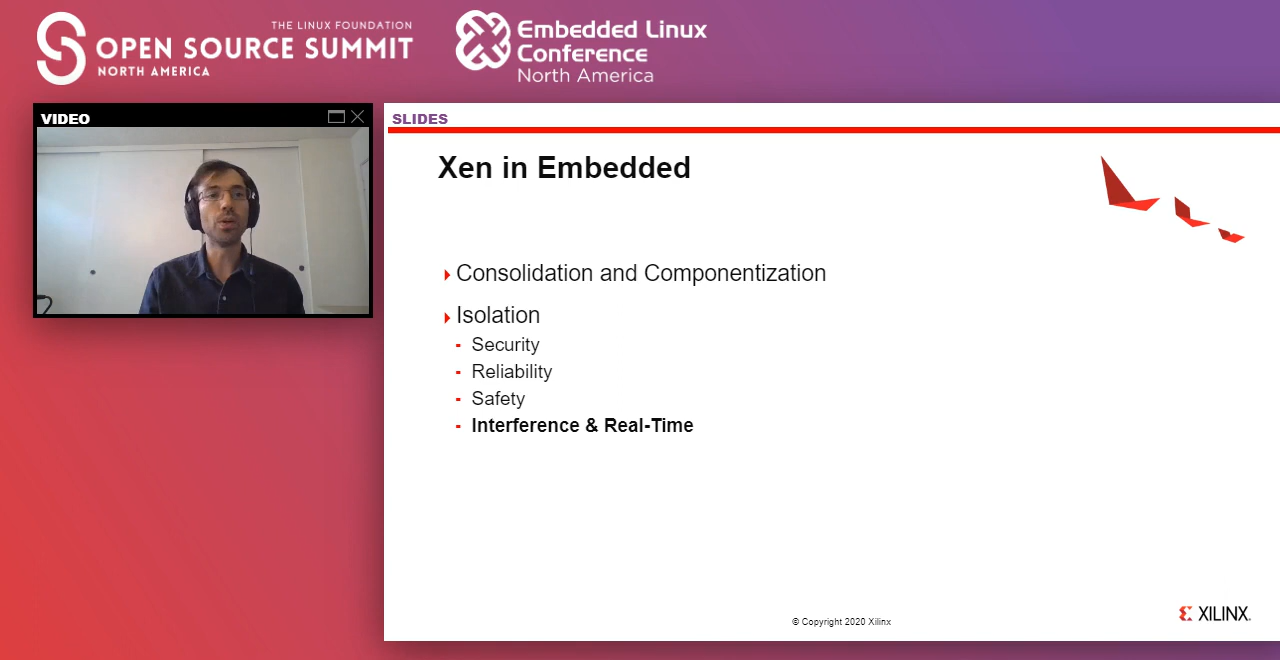 THE LINUX FOUNDATION
OPEN SOURCE SUMMIT
NORTH AMERICA
Embedded Linux
Conference
North America
VIDEO
SLIDES
Xen in Embedded
Consolidation and Componentization
Isolation
- Security
- Reliability
- Safety
- Interference & Real-Time
© Copyright 2020 Xilinx
XILINX.